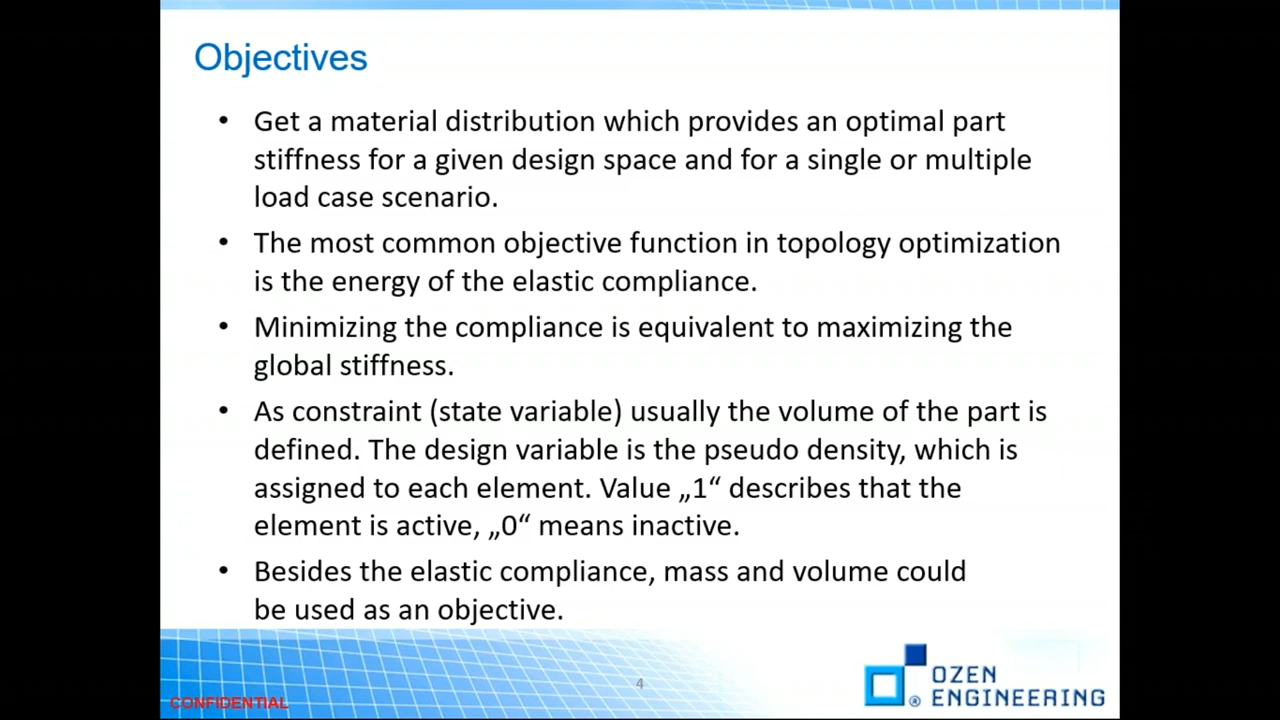 Objectives
• Get a material distribution which provides an optimal part
stiffness for a given design space and for a single or multiple
load case scenario.
• The most common objective function in topology optimization
is the energy of the elastic compliance.
• Minimizing the compliance is equivalent to maximizing the
global stiffness.
• As constraint (state variable) usually the volume of the part is
defined. The design variable is the pseudo density, which is
assigned to each element. Value „1“ describes that the
element is active, „0“ means inactive.
• Besides the elastic compliance, mass and volume could
be used as an objective.
4
CONFIDENTIAL
OZEN
® ENGINEERING